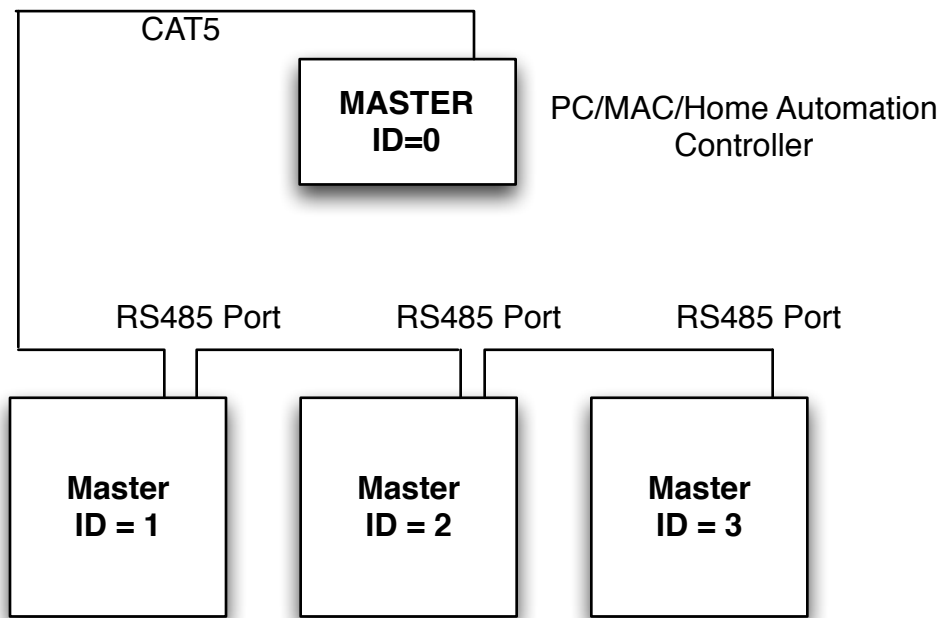 CAT5
MASTER
ID=0
PC/MAC/Home Automation
Controller
RS485 Port
RS485 Port
RS485 Port
Master
ID = 1
Master
ID = 2
Master
ID = 3